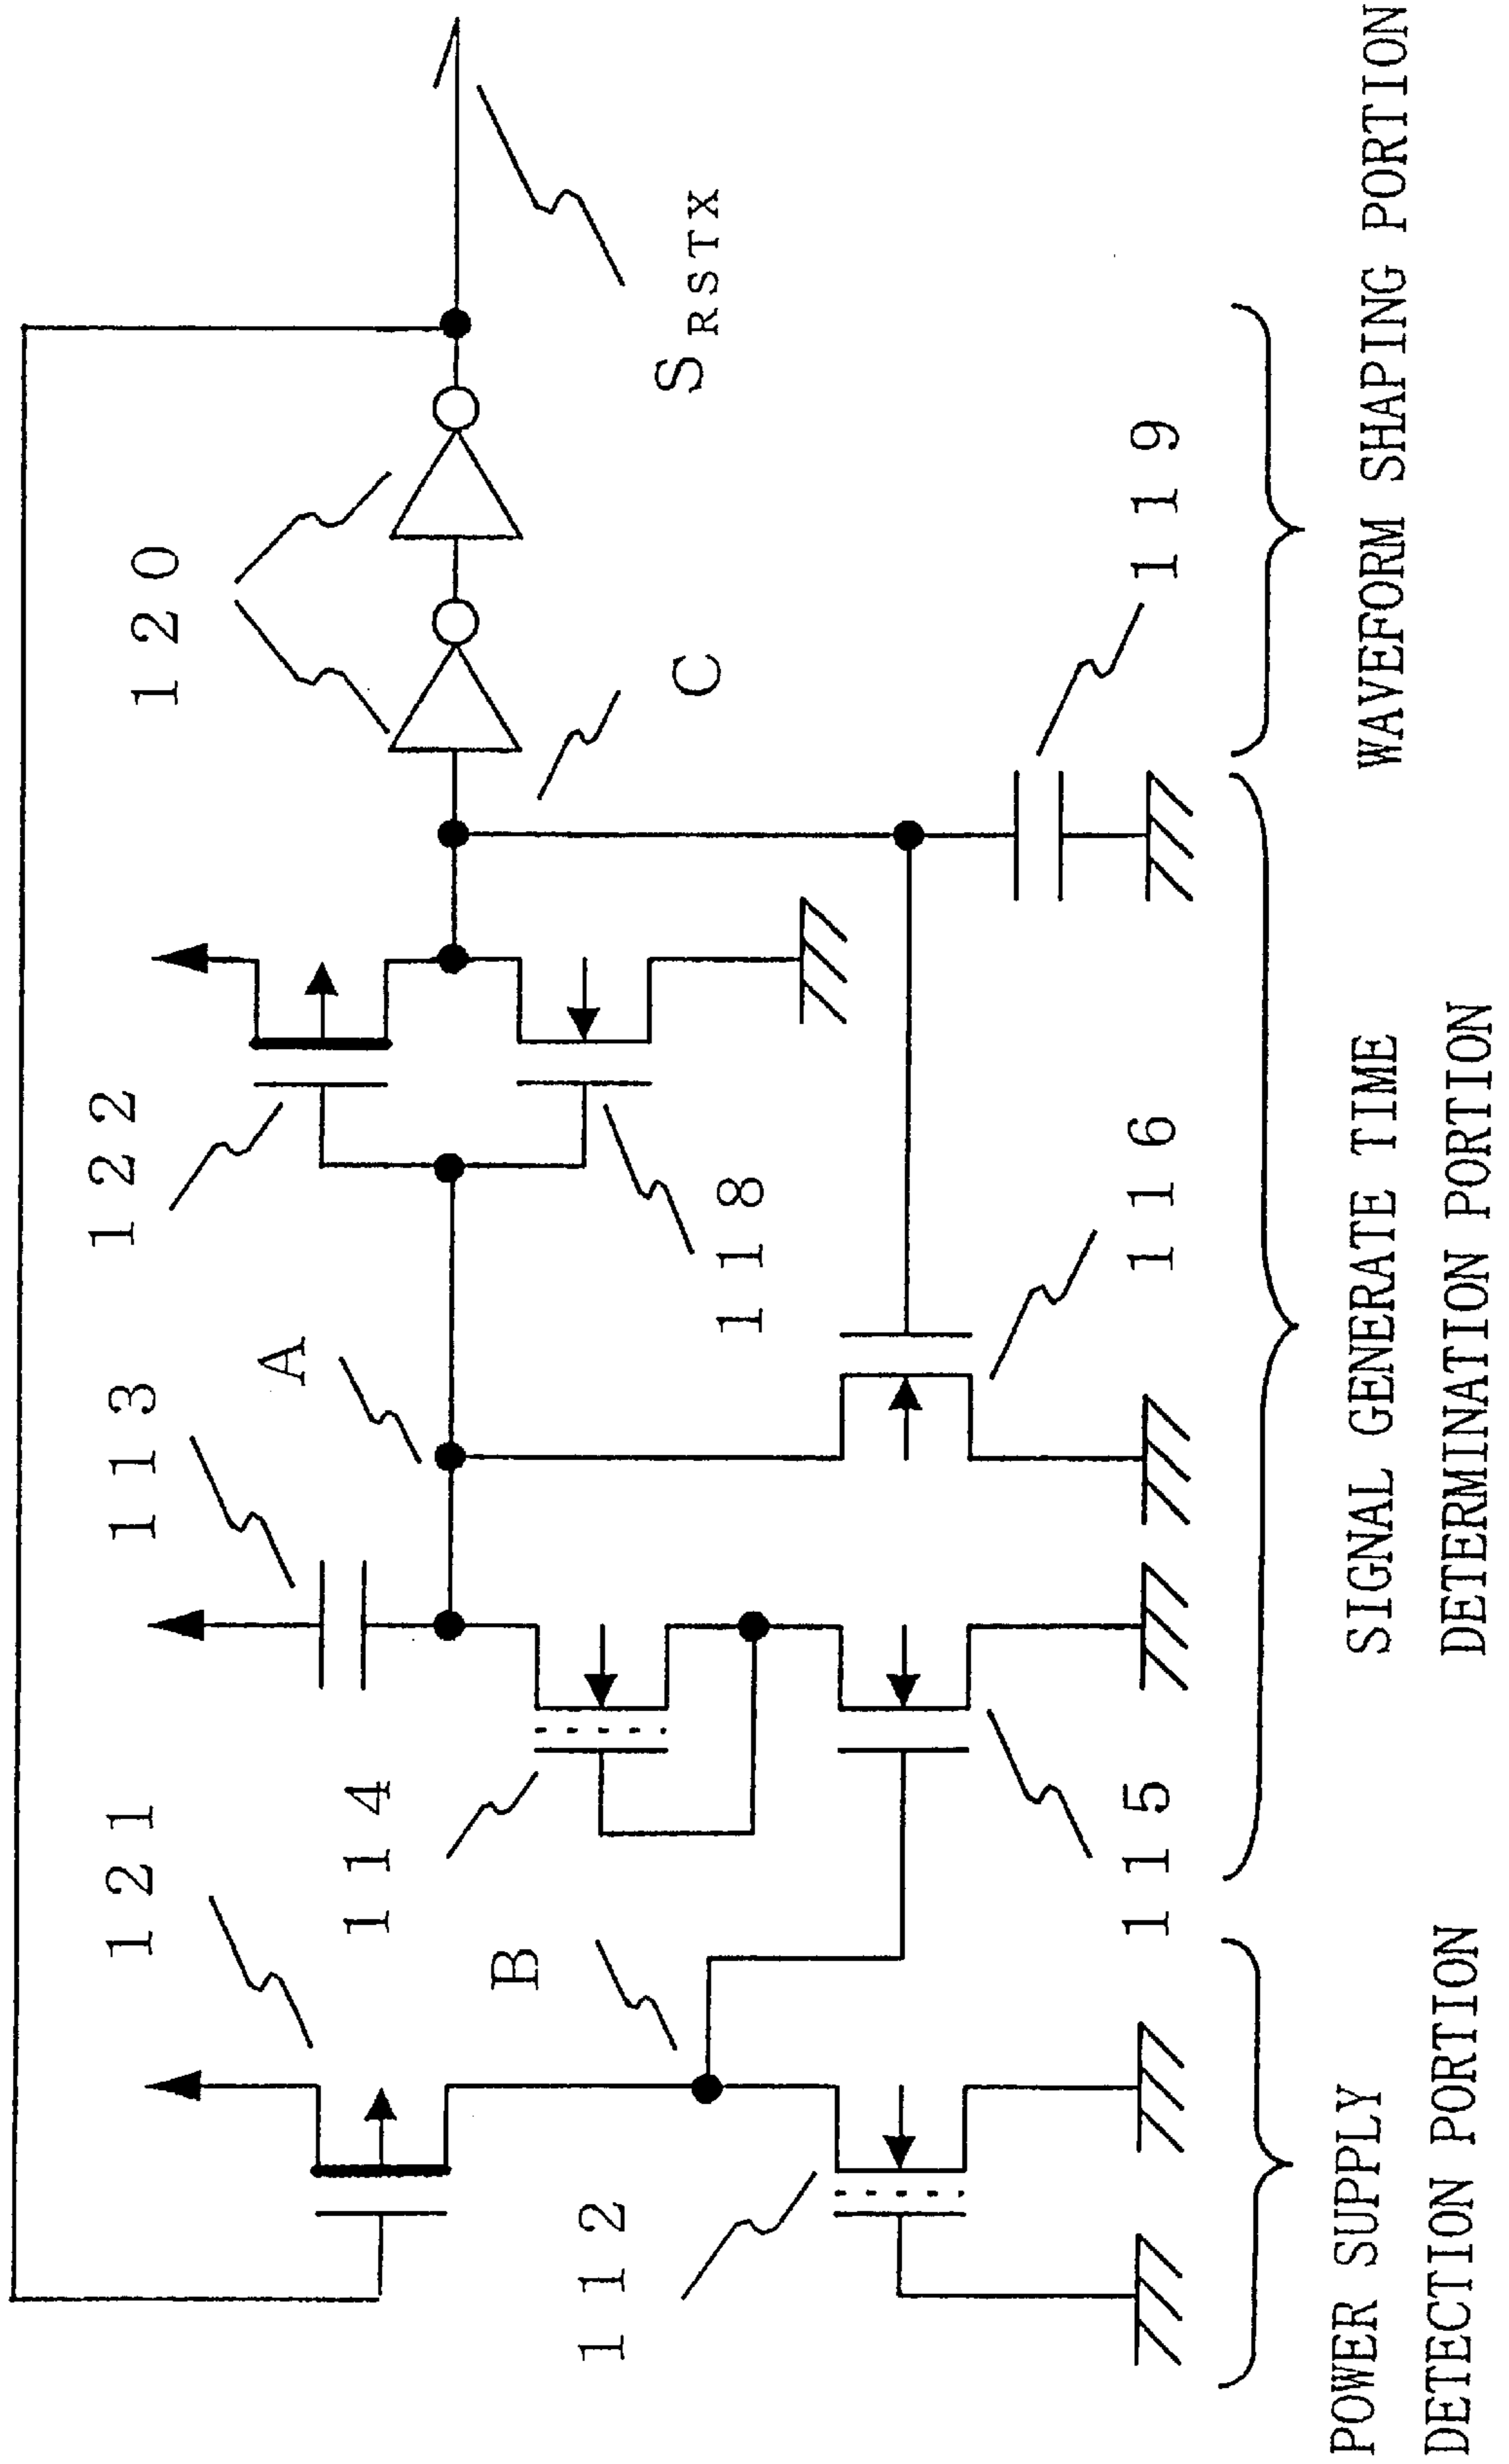 121
113
122
120
A
114
B
118
C
S RSTX
112
115
116
119
POWER SUPPLY
DETECTION PORTION
SIGNAL GENERATE TIME
DETERMINATION PORTION
WAVEFORM SHAPING PORTION